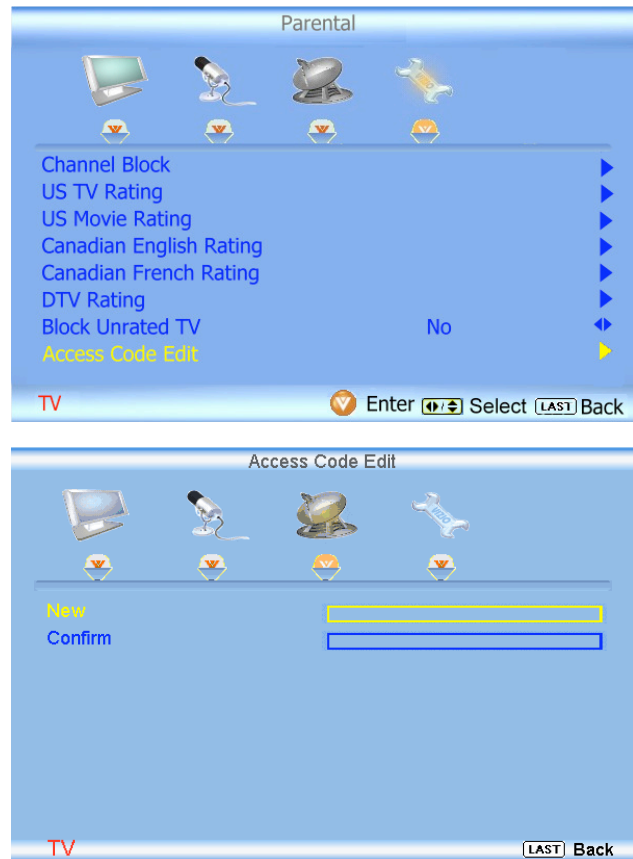 Parental
Channel Block
US TV Rating
US Movie Rating
Canadian English Rating
Canadian French Rating
DTV Rating
Block Unrated TV No
Access Code Edit
TV Enter Select LAST Back
Access Code Edit
VIZIO
New
Confirm
TV LAST Back